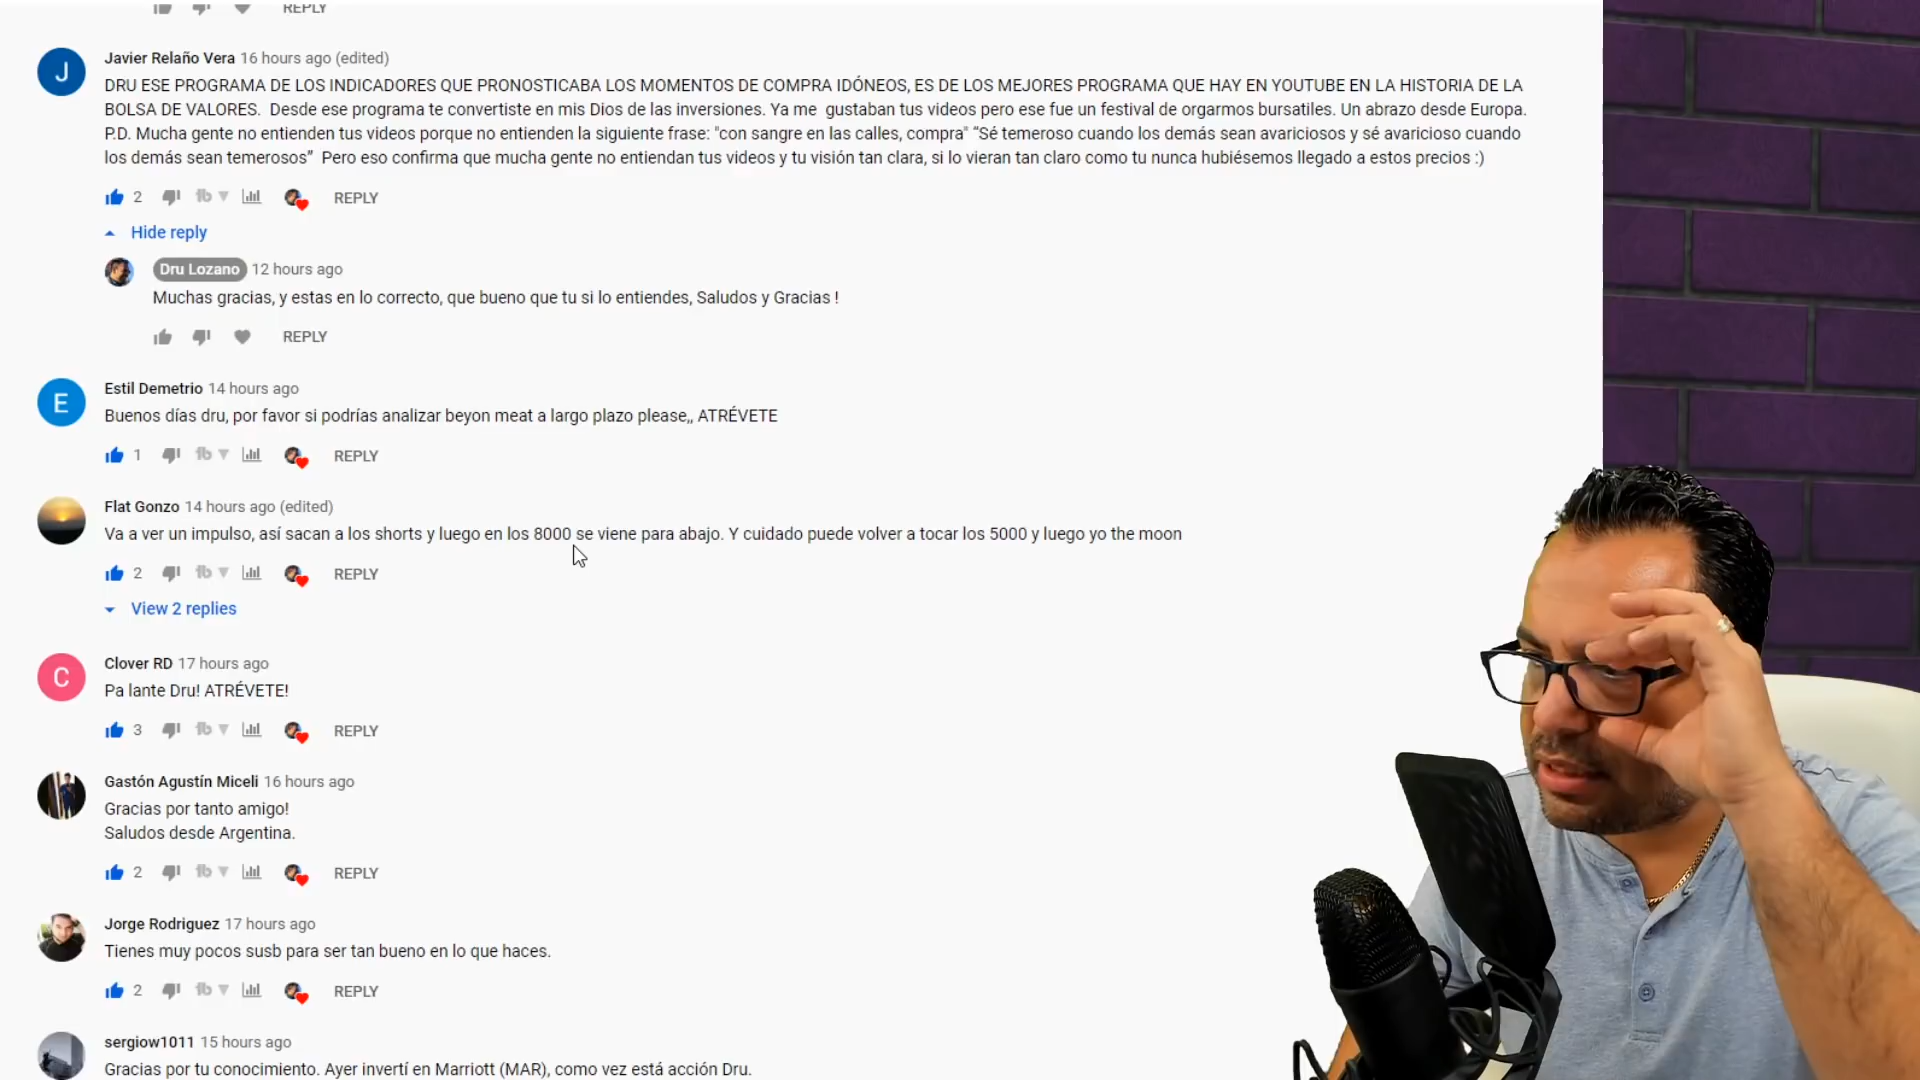 REPLY
Javier Relaño Vera 16 hours ago (edited)
DRU ESE PROGRAMA DE LOS INDICADORES QUE PRONOSTICABA LOS MOMENTOS DE COMPRA IDÓNEOS, ES DE LOS MEJORES PROGRAMA QUE HAY EN YOUTUBE EN LA HISTORIA DE LA
BOLSA DE VALORES. Desde ese programa te convertiste en mis Dios de las inversiones. Ya me gustaban tus videos pero ese fue un festival de orgarmos bursatiles. Un abrazo desde Europa.
P.D. Mucha gente no entienden tus videos porque no entienden la siguiente frase: "con sangre en las calles, compra" “Sé temeroso cuando los demás sean avariciosos y sé avaricioso cuando
los demás sean temerosos” Pero eso confirma que mucha gente no entiendan tus videos y tu visión tan clara, si lo vieran tan claro como tu nunca hubiésemos llegado a estos precios :)
2 REPLY
Hide reply
Dru Lozano 12 hours ago
Muchas gracias, y estas en lo correcto, que bueno que tu si lo entiendes, Saludos y Gracias !
REPLY
J
E
Estil Demetrio 14 hours ago
Buenos días dru, por favor si podrías analizar beyon meat a largo plazo please,, ATRÉVETE
1 REPLY
Flat Gonzo 14 hours ago (edited)
Va a ver un impulso, así sacan a los shorts y luego en los 8000 se viene para abajo. Y cuidado puede volver a tocar los 5000 y luego yo the moon
2 REPLY
View 2 replies
C
Clover RD 17 hours ago
Pa lante Dru! ATRÉVETE!
3 REPLY
Gastón Agustín Miceli 16 hours ago
Gracias por tanto amigo!
Saludos desde Argentina.
2 REPLY
Jorge Rodriguez 17 hours ago
Tienes muy pocos susb para ser tan bueno en lo que haces.
2 REPLY
sergiow1011 15 hours ago
Gracias por tu conocimiento. Ayer invertí en Marriott (MAR), como vez está acción Dru.